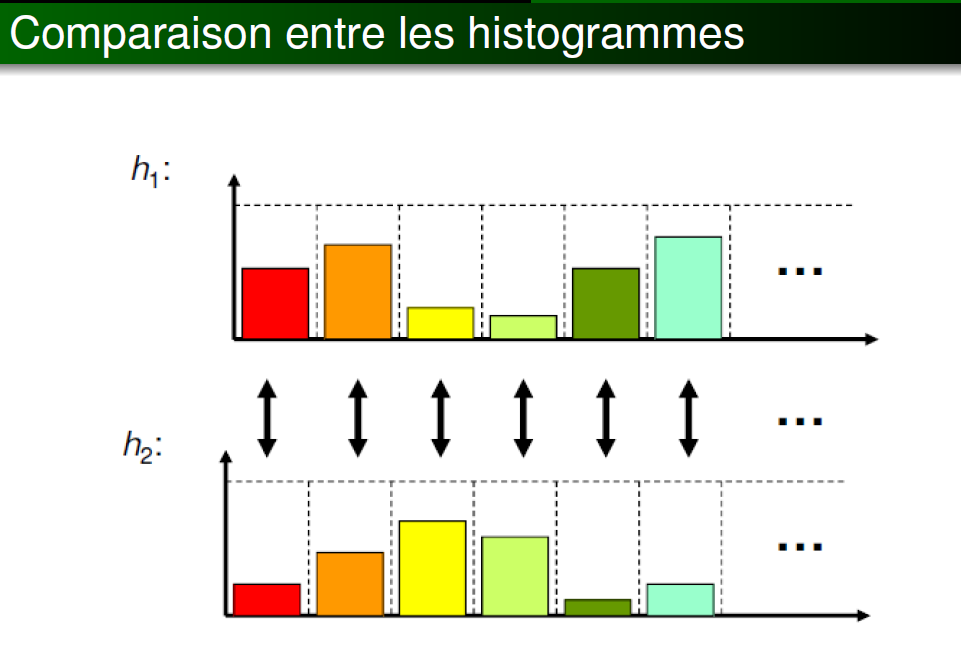 Comparaison entre les histogrammes
h₁:
...
...
h₂:
...